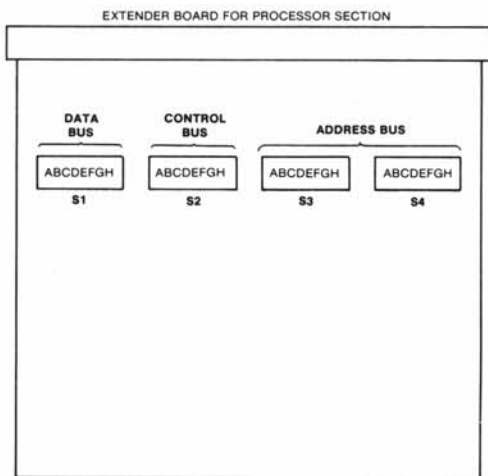 EXTENDER BOARD FOR PROCESSOR SECTION
DATA
BUS
CONTROL
BUS
ADDRESS BUS
ABCDEFGH
ABCDEFGH
ABCDEFGH
ABCDEFGH
S1
S2
S3
S4